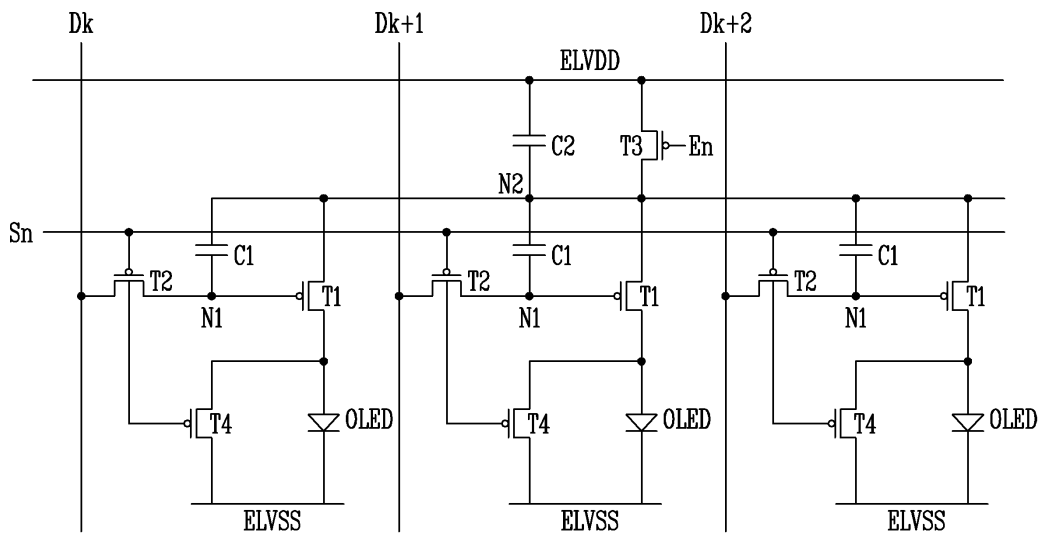 Dk Dk+1 Dk+2
ELVDD
C2 T3 En
N2
Sn
C1 C1 C1
T2 T1 T2 T1 T2 T1
N1 N1 N1
T4 OLED T4 OLED T4 OLED
ELVSS ELVSS ELVSS